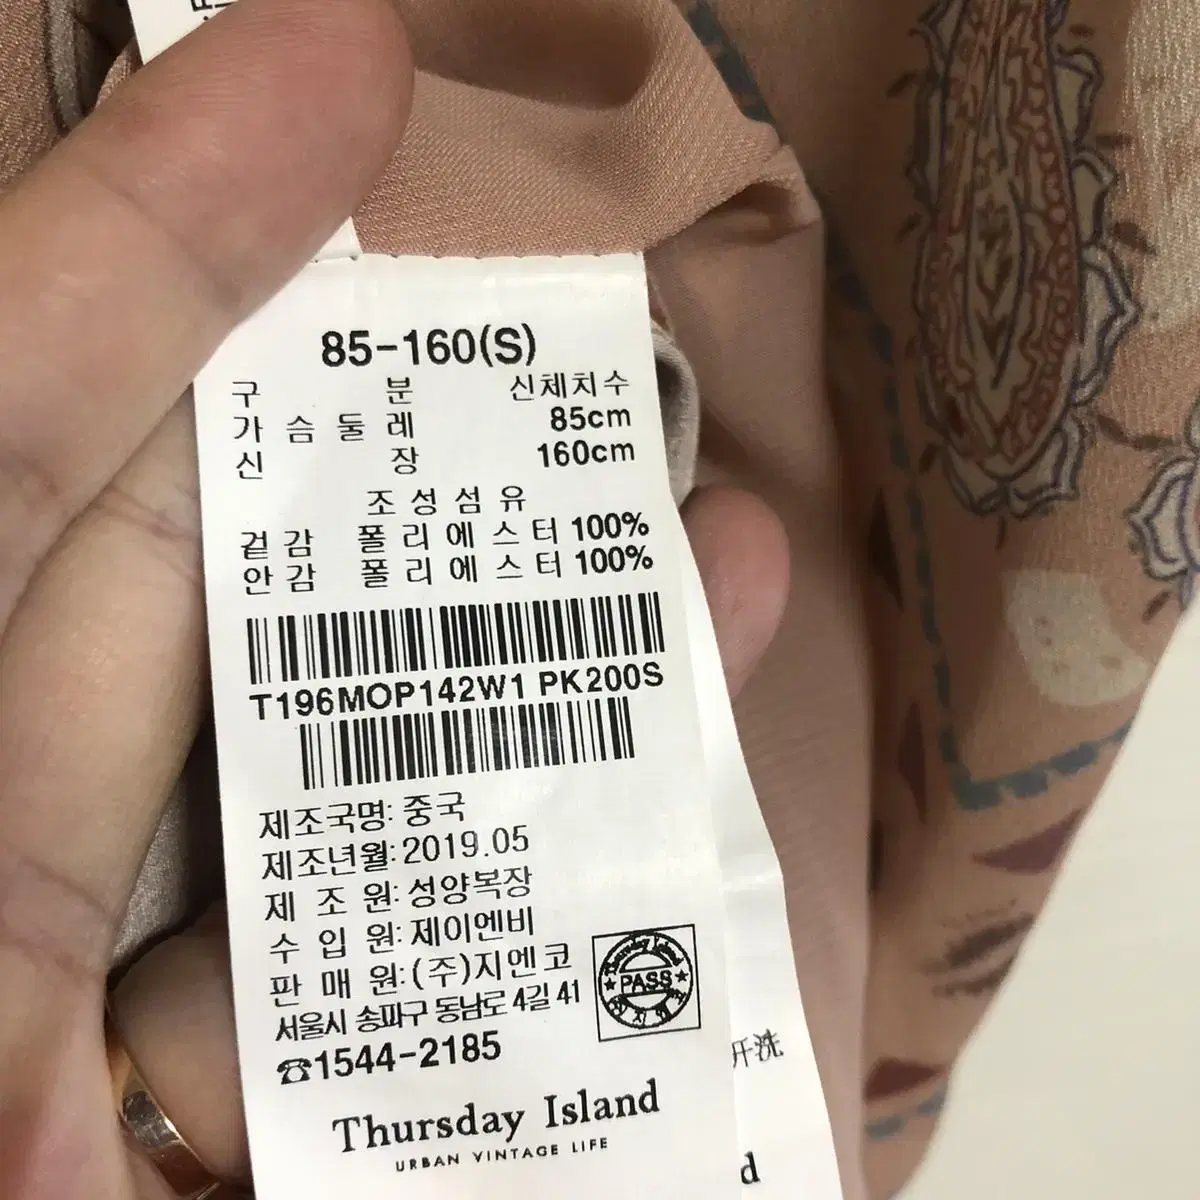 85-160(S)
구 분 신체치수
가 슴 둘 레 85cm
신 장 160cm
조 성 섬 유
겉 감 폴 리 에 스 터 100%
안 감 폴 리 에 스 터 100%
T196MOP142W1 PK200S
제조국명: 중국
제조년월: 2019.05
제 조 원: 성양복장
수 입 원: 제이엔비
판 매 원: (주)지엔코
서울시 송파구 동남로 4길 41
☎1544-2185
Thursday Island
PASS
Thursday Island
URBAN VINTAGE LIFE
开洗
d